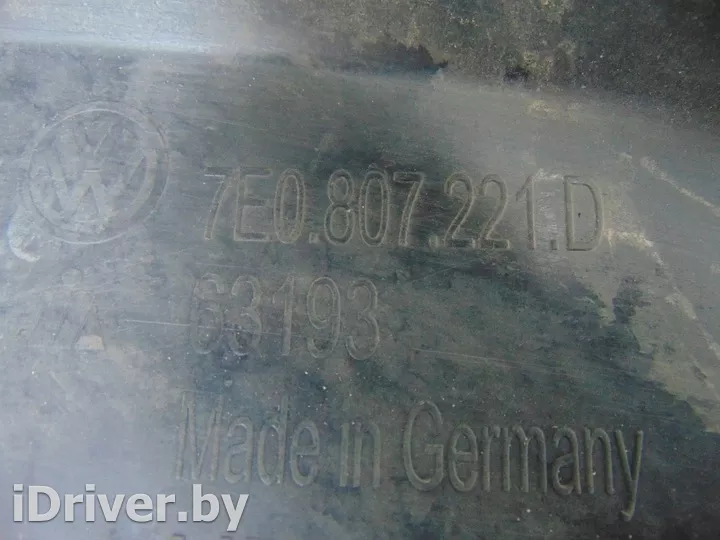 7E0.807.221.D
63193
Made in Germany
iDriver.by